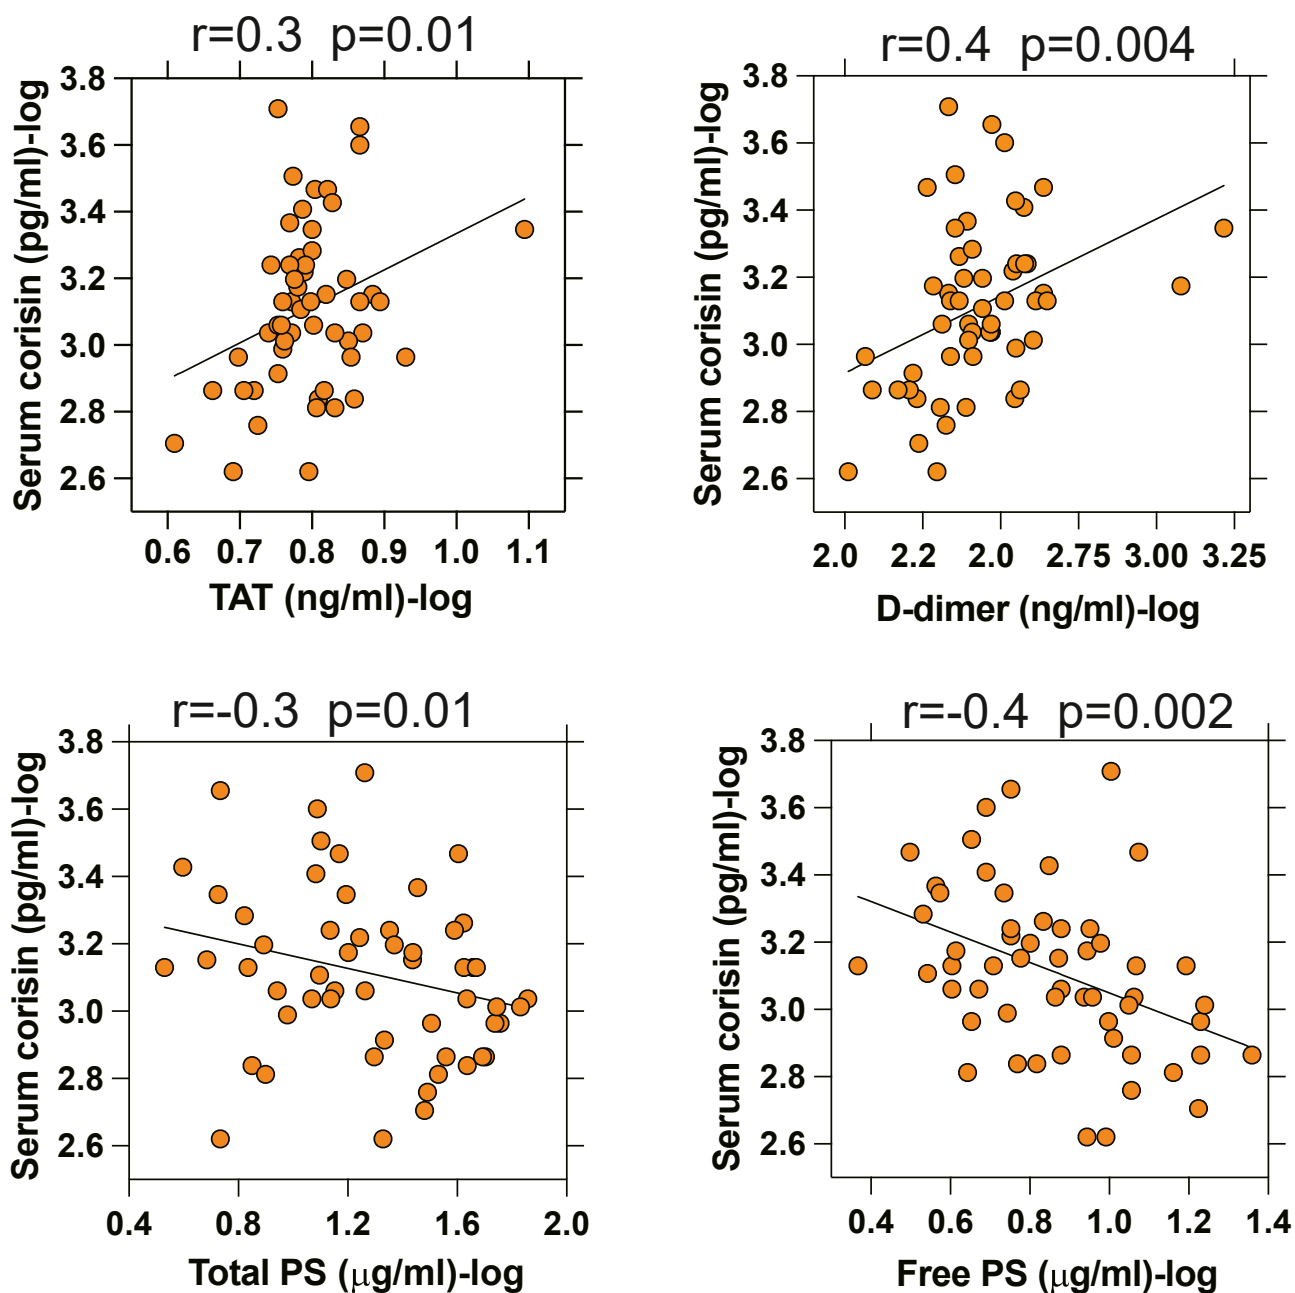 r=0.3 p=0.01
Serum corisin (pg/ml)-log
3.8
3.6
3.4
3.2
3.0
2.8
2.6
0.6 0.7 0.8 0.9 1.0 1.1
TAT (ng/ml)-log
r=0.4 p=0.004
Serum corisin (pg/ml)-log
3.8
3.6
3.4
3.2
3.0
2.8
2.6
2.0 2.2 2.0 2.75 3.00 3.25
D-dimer (ng/ml)-log
r=-0.3 p=0.01
Serum corisin (pg/ml)-log
3.8
3.6
3.4
3.2
3.0
2.8
2.6
0.4 0.8 1.2 1.6 2.0
Total PS (μg/ml)-log
r=-0.4 p=0.002
Serum corisin (pg/ml)-log
3.8
3.6
3.4
3.2
3.0
2.8
2.6
0.4 0.6 0.8 1.0 1.2 1.4
Free PS (μg/ml)-log